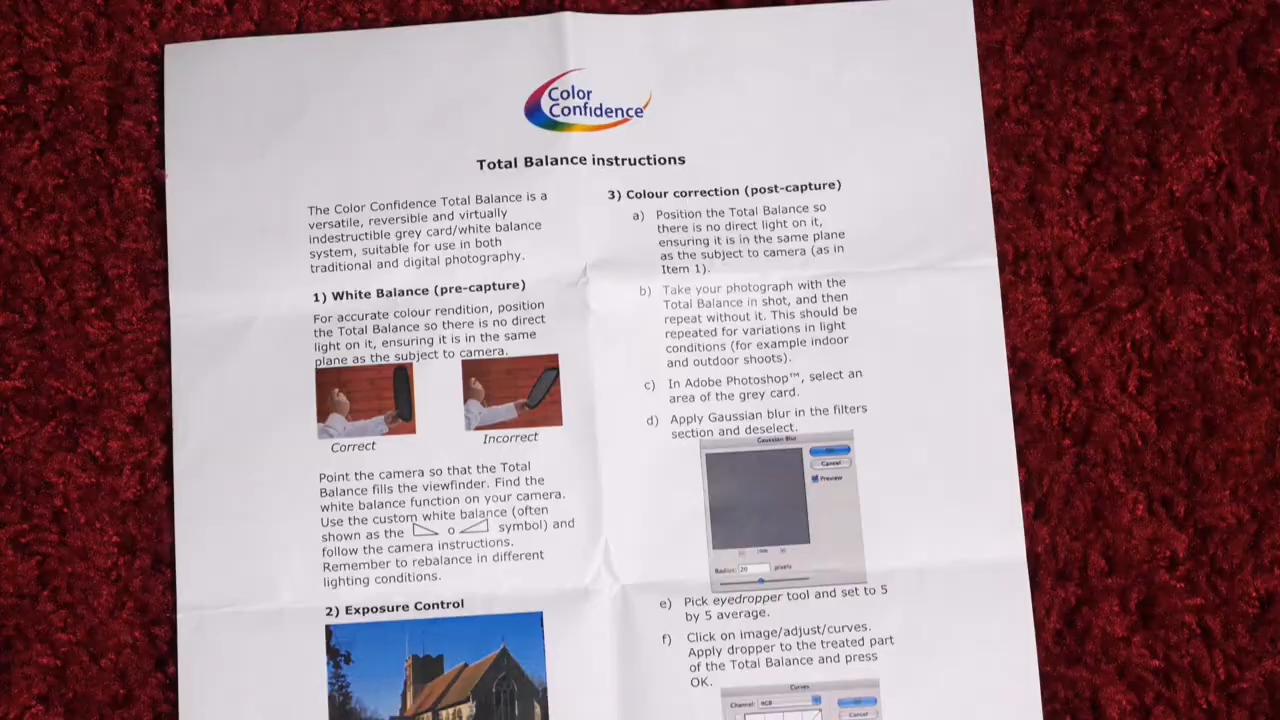 Color
Confidence
Total Balance instructions
The Color Confidence Total Balance is a
versatile, reversible and virtually
indestructible grey card/white balance
system, suitable for use in both
traditional and digital photography.
1) White Balance (pre-capture)
For accurate colour rendition, position
the Total Balance so there is no direct
light on it, ensuring it is in the same
plane as the subject to camera.
Correct
Incorrect
Point the camera so that the Total
Balance fills the viewfinder. Find the
white balance function on your camera.
Use the custom white balance (often
shown as the o symbol) and
follow the camera instructions.
Remember to rebalance in different
lighting conditions.
2) Exposure Control
3) Colour correction (post-capture)
a) Position the Total Balance so
there is no direct light on it,
ensuring it is in the same plane
as the subject to camera (as in
Item 1).
b) Take your photograph with the
Total Balance in shot, and then
repeat without it. This should be
repeated for variations in light
conditions (for example indoor
and outdoor shoots).
c) In Adobe Photoshop™, select an
area of the grey card.
d) Apply Gaussian blur in the filters
section and deselect.
Gaussian Blur
Cancel
Preview
Radius: 20 pixels
e) Pick eyedropper tool and set to 5
by 5 average.
f) Click on image/adjust/curves.
Apply dropper to the treated part
of the Total Balance and press
OK.
Curves
Channel: RGB
Cancel